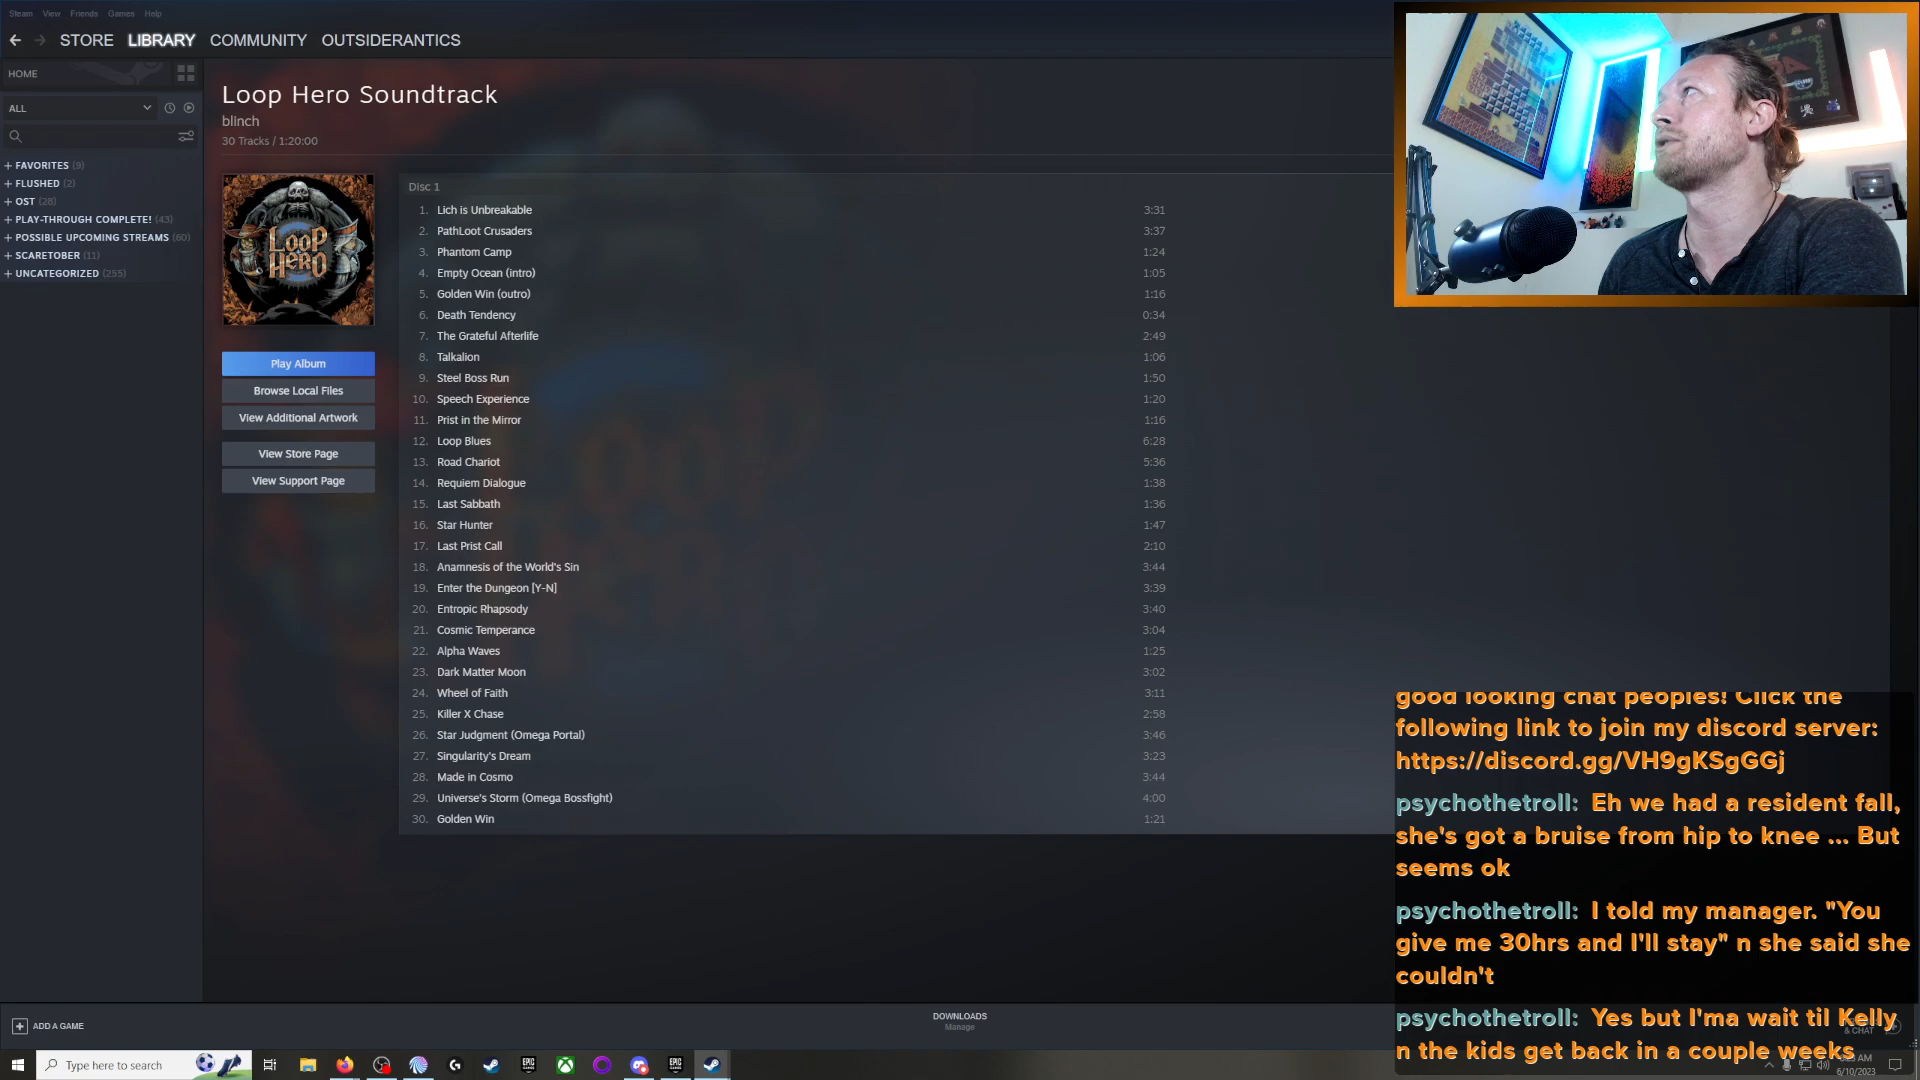 Steam View Friends Games Help
STORE LIBRARY COMMUNITY OUTSIDERANTICS
HOME
ALL
+ FAVORITES (9)
+ FLUSHED (2)
+ OST (28)
+ PLAY-THROUGH COMPLETE! (43)
+ POSSIBLE UPCOMING STREAMS (60)
+ SCARETOBER (11)
+ UNCATEGORIZED (255)
Loop Hero Soundtrack
blinch
30 Tracks / 1:20:00
LOOP HERO
Play Album
Browse Local Files
View Additional Artwork
View Store Page
View Support Page
Disc 1
1. Lich is Unbreakable 3:31
2. PathLoot Crusaders 3:37
3. Phantom Camp 1:24
4. Empty Ocean (intro) 1:05
5. Golden Win (outro) 1:16
6. Death Tendency 0:34
7. The Grateful Afterlife 2:49
8. Talkalion 1:06
9. Steel Boss Run 1:50
10. Speech Experience 1:20
11. Prist in the Mirror 1:16
12. Loop Blues 6:28
13. Road Chariot 5:36
14. Requiem Dialogue 1:38
15. Last Sabbath 1:36
16. Star Hunter 1:47
17. Last Prist Call 2:10
18. Anamnesis of the World's Sin 3:44
19. Enter the Dungeon [Y-N] 3:39
20. Entropic Rhapsody 3:40
21. Cosmic Temperance 3:04
22. Alpha Waves 1:25
23. Dark Matter Moon 3:02
24. Wheel of Faith 3:11
25. Killer X Chase 2:58
26. Star Judgment (Omega Portal) 3:46
27. Singularity's Dream 3:23
28. Made in Cosmo 3:44
29. Universe's Storm (Omega Bossfight) 4:00
30. Golden Win 1:21
good looking chat peoples! Click the
following link to join my discord server:
https://discord.gg/VH9gKSgGGj
psychothetroll: Eh we had a resident fall,
she's got a bruise from hip to knee ... But
seems ok
psychothetroll: I told my manager. "You
give me 30hrs and I'll stay" n she said she
couldn't
psychothetroll: Yes but I'ma wait til Kelly
n the kids get back in a couple weeks
ADD A GAME
DOWNLOADS
Manage
& CHAT
Type here to search
EPIC GAMES
EPIC GAMES
AM
6/10/2023